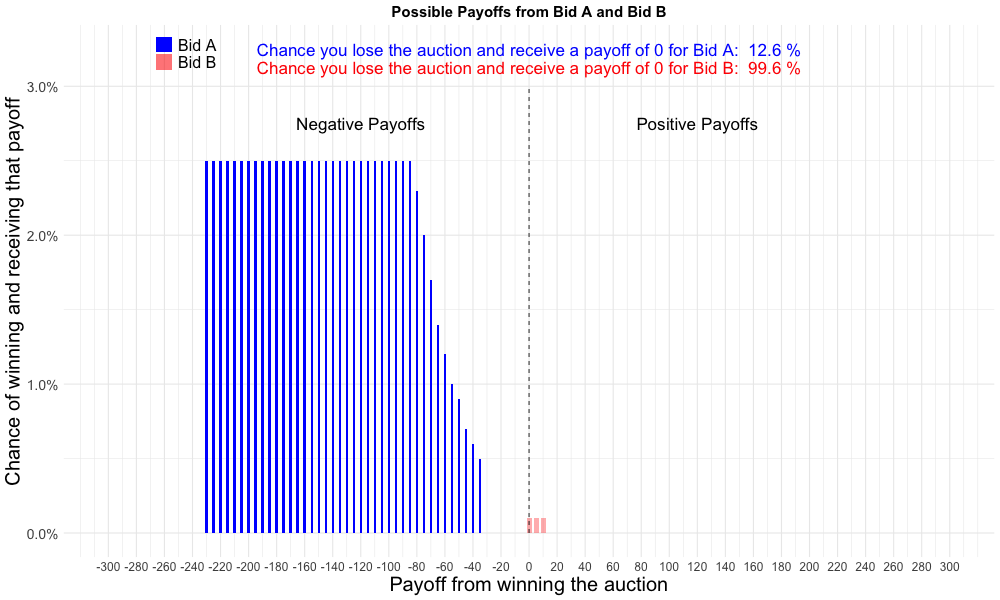 Possible Payoffs from Bid A and Bid B
Bid A
Bid B
Chance you lose the auction and receive a payoff of 0 for Bid A: 12.6 %
Chance you lose the auction and receive a payoff of 0 for Bid B: 99.6 %
Negative Payoffs
Positive Payoffs
Chance of winning and receiving that payoff
3.0%
2.0%
1.0%
0.0%
-300 -280 -260 -240 -220 -200 -180 -160 -140 -120 -100 -80 -60 -40 -20 0 20 40 60 80 100 120 140 160 180 200 220 240 260 280 300
Payoff from winning the auction